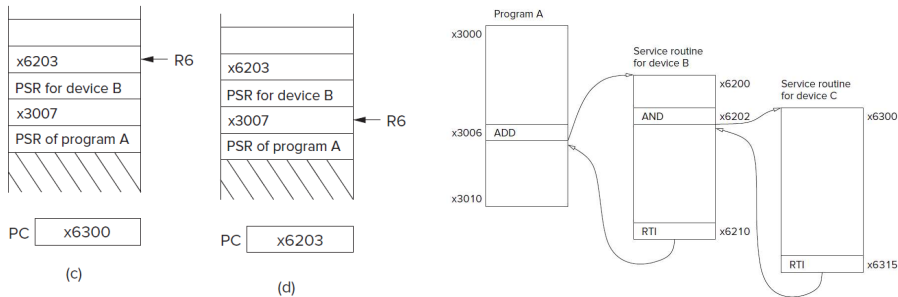 x6203
R6
PSR for device B
x3007
PSR of program A
PC
x6300
(c)
x6203
PSR for device B
x3007
R6
PSR of program A
PC
x6203
(d)
Program A
x3000
x3006
ADD
x3010
Service routine
for device B
x6200
AND
x6202
RTI
x6210
Service routine
for device C
x6300
RTI
x6315